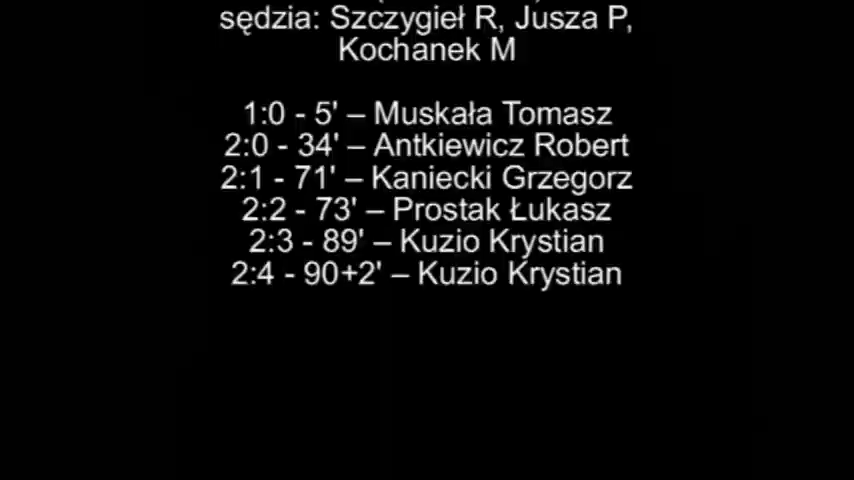 sędzia: Szczygieł R, Jusza P,
Kochanek M
1:0 - 5' – Muskała Tomasz
2:0 - 34' – Antkiewicz Robert
2:1 - 71' – Kaniecki Grzegorz
2:2 - 73' – Prostak Łukasz
2:3 - 89' – Kuzio Krystian
2:4 - 90+2' – Kuzio Krystian